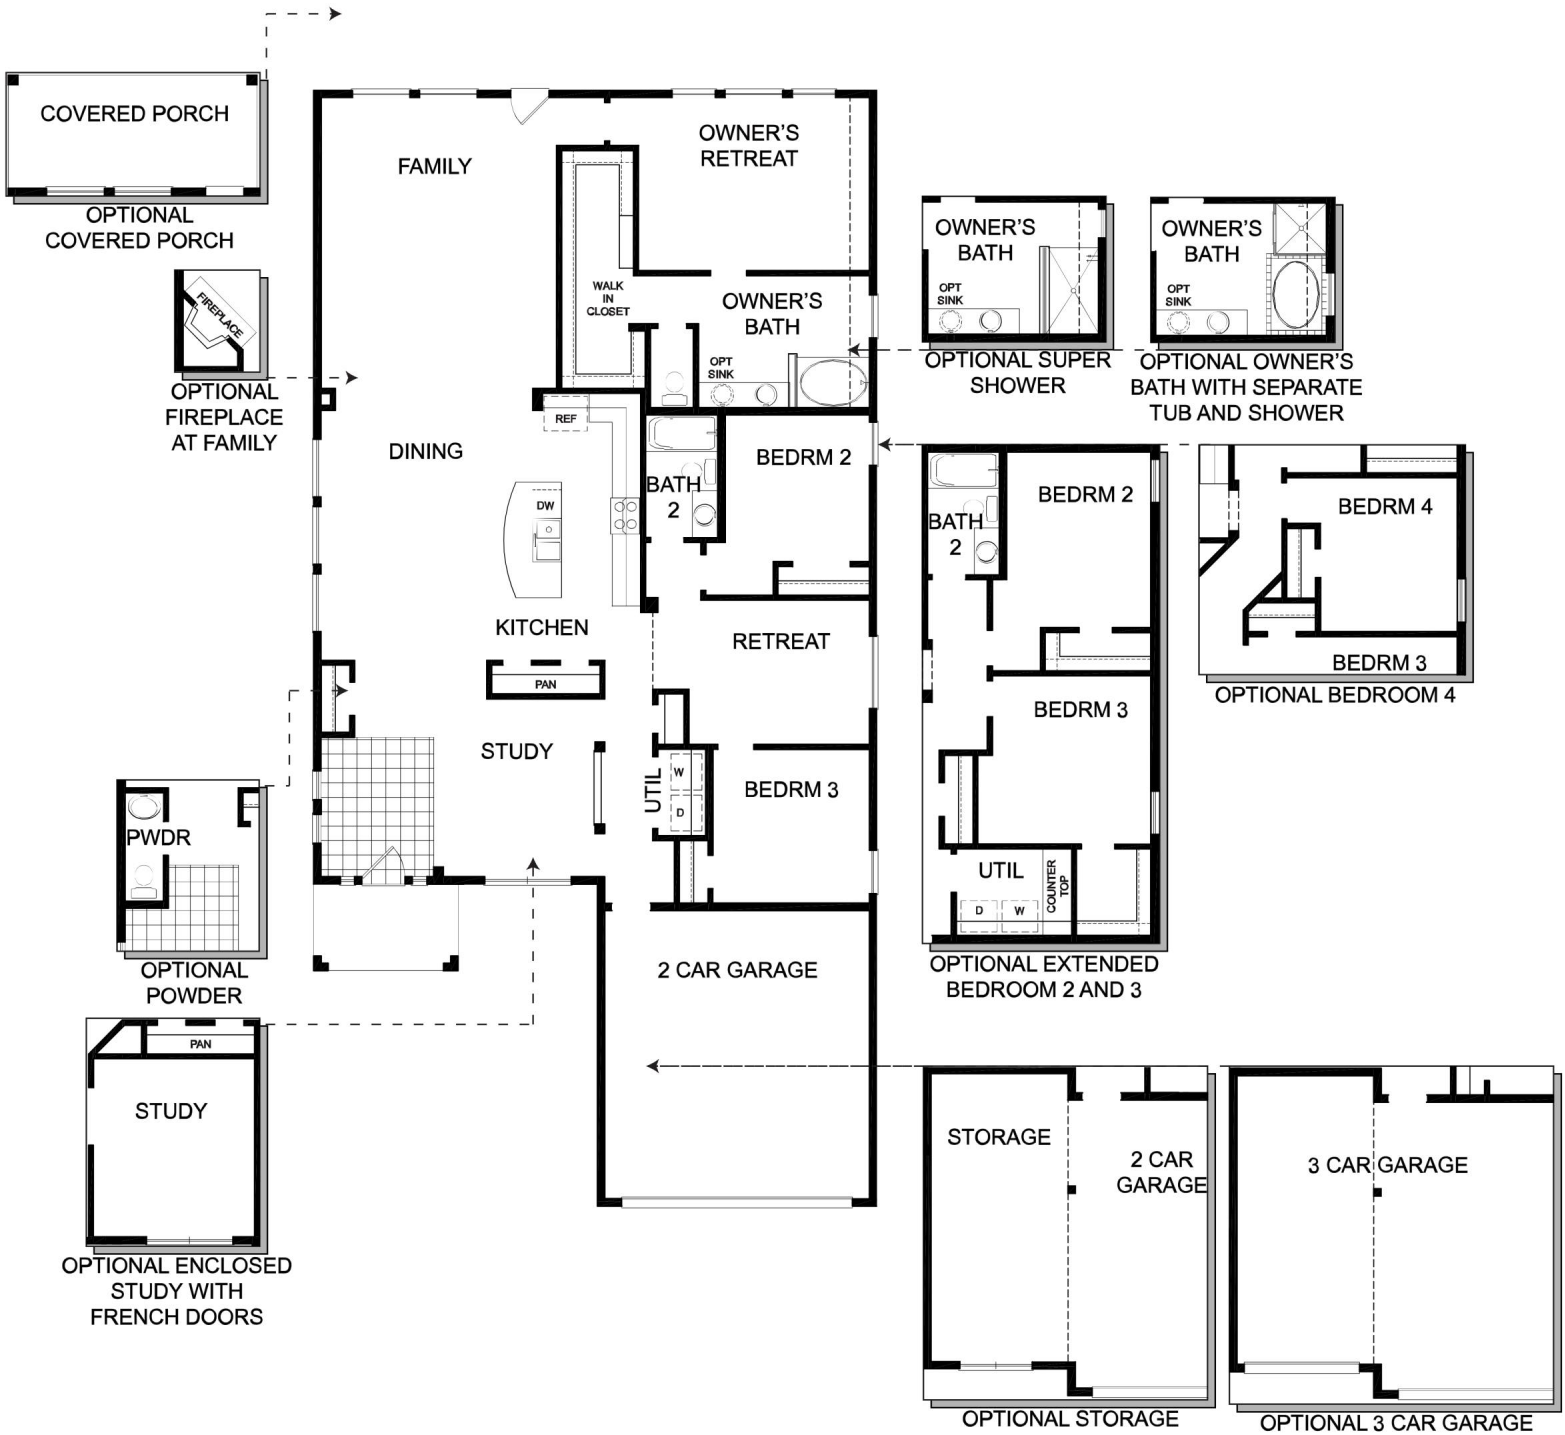 COVERED PORCH
OPTIONAL
COVERED PORCH
FIREPLACE
OPTIONAL
FIREPLACE
AT FAMILY
PWDR
OPTIONAL
POWDER
PAN
STUDY
OPTIONAL ENCLOSED
STUDY WITH
FRENCH DOORS
FAMILY
OWNER'S
RETREAT
WALK
IN
CLOSET
OWNER'S
BATH
OPT
SINK
REF
DINING
BATH
2
BEDRM 2
DW
KITCHEN
RETREAT
PAN
STUDY
UTIL
W
D
BEDRM 3
2 CAR GARAGE
OWNER'S
BATH
OPT
SINK
OPTIONAL SUPER
SHOWER
OWNER'S
BATH
OPT
SINK
OPTIONAL OWNER'S
BATH WITH SEPARATE
TUB AND SHOWER
BEDRM 2
BATH
2
BEDRM 3
UTIL
COUNTER
TOP
D
W
OPTIONAL EXTENDED
BEDROOM 2 AND 3
BEDRM 4
BEDRM 3
OPTIONAL BEDROOM 4
STORAGE
2 CAR
GARAGE
OPTIONAL STORAGE
3 CAR GARAGE
OPTIONAL 3 CAR GARAGE